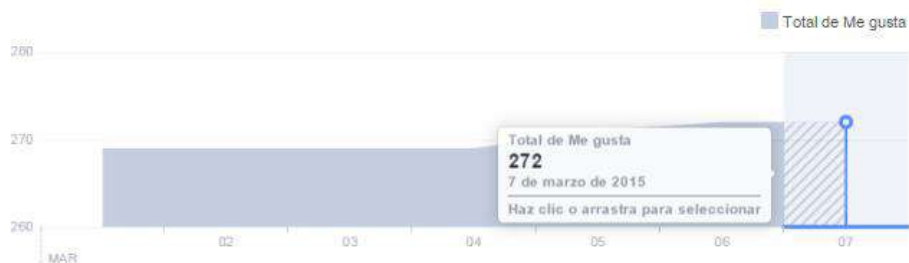 Total de Me gusta
280
270
260
Total de Me gusta
272
7 de marzo de 2015
Haz clic o arrastra para seleccionar
02
03
04
05
06
07
MAR